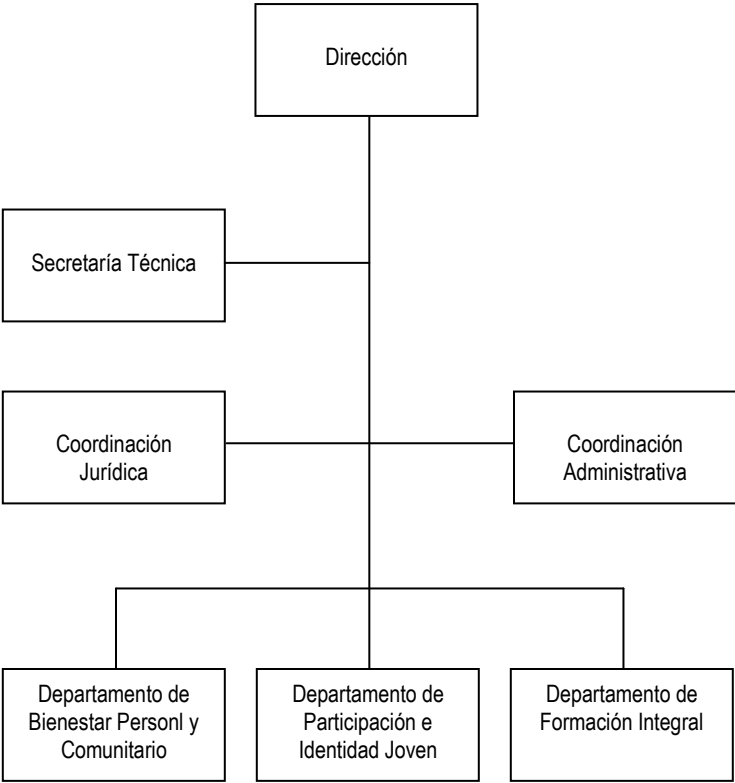 Dirección
Secretaría Técnica
Coordinación
Jurídica
Coordinación
Administrativa
Departamento de
Bienestar Personl y
Comunitario
Departamento de
Participación e
Identidad Joven
Departamento de
Formación Integral